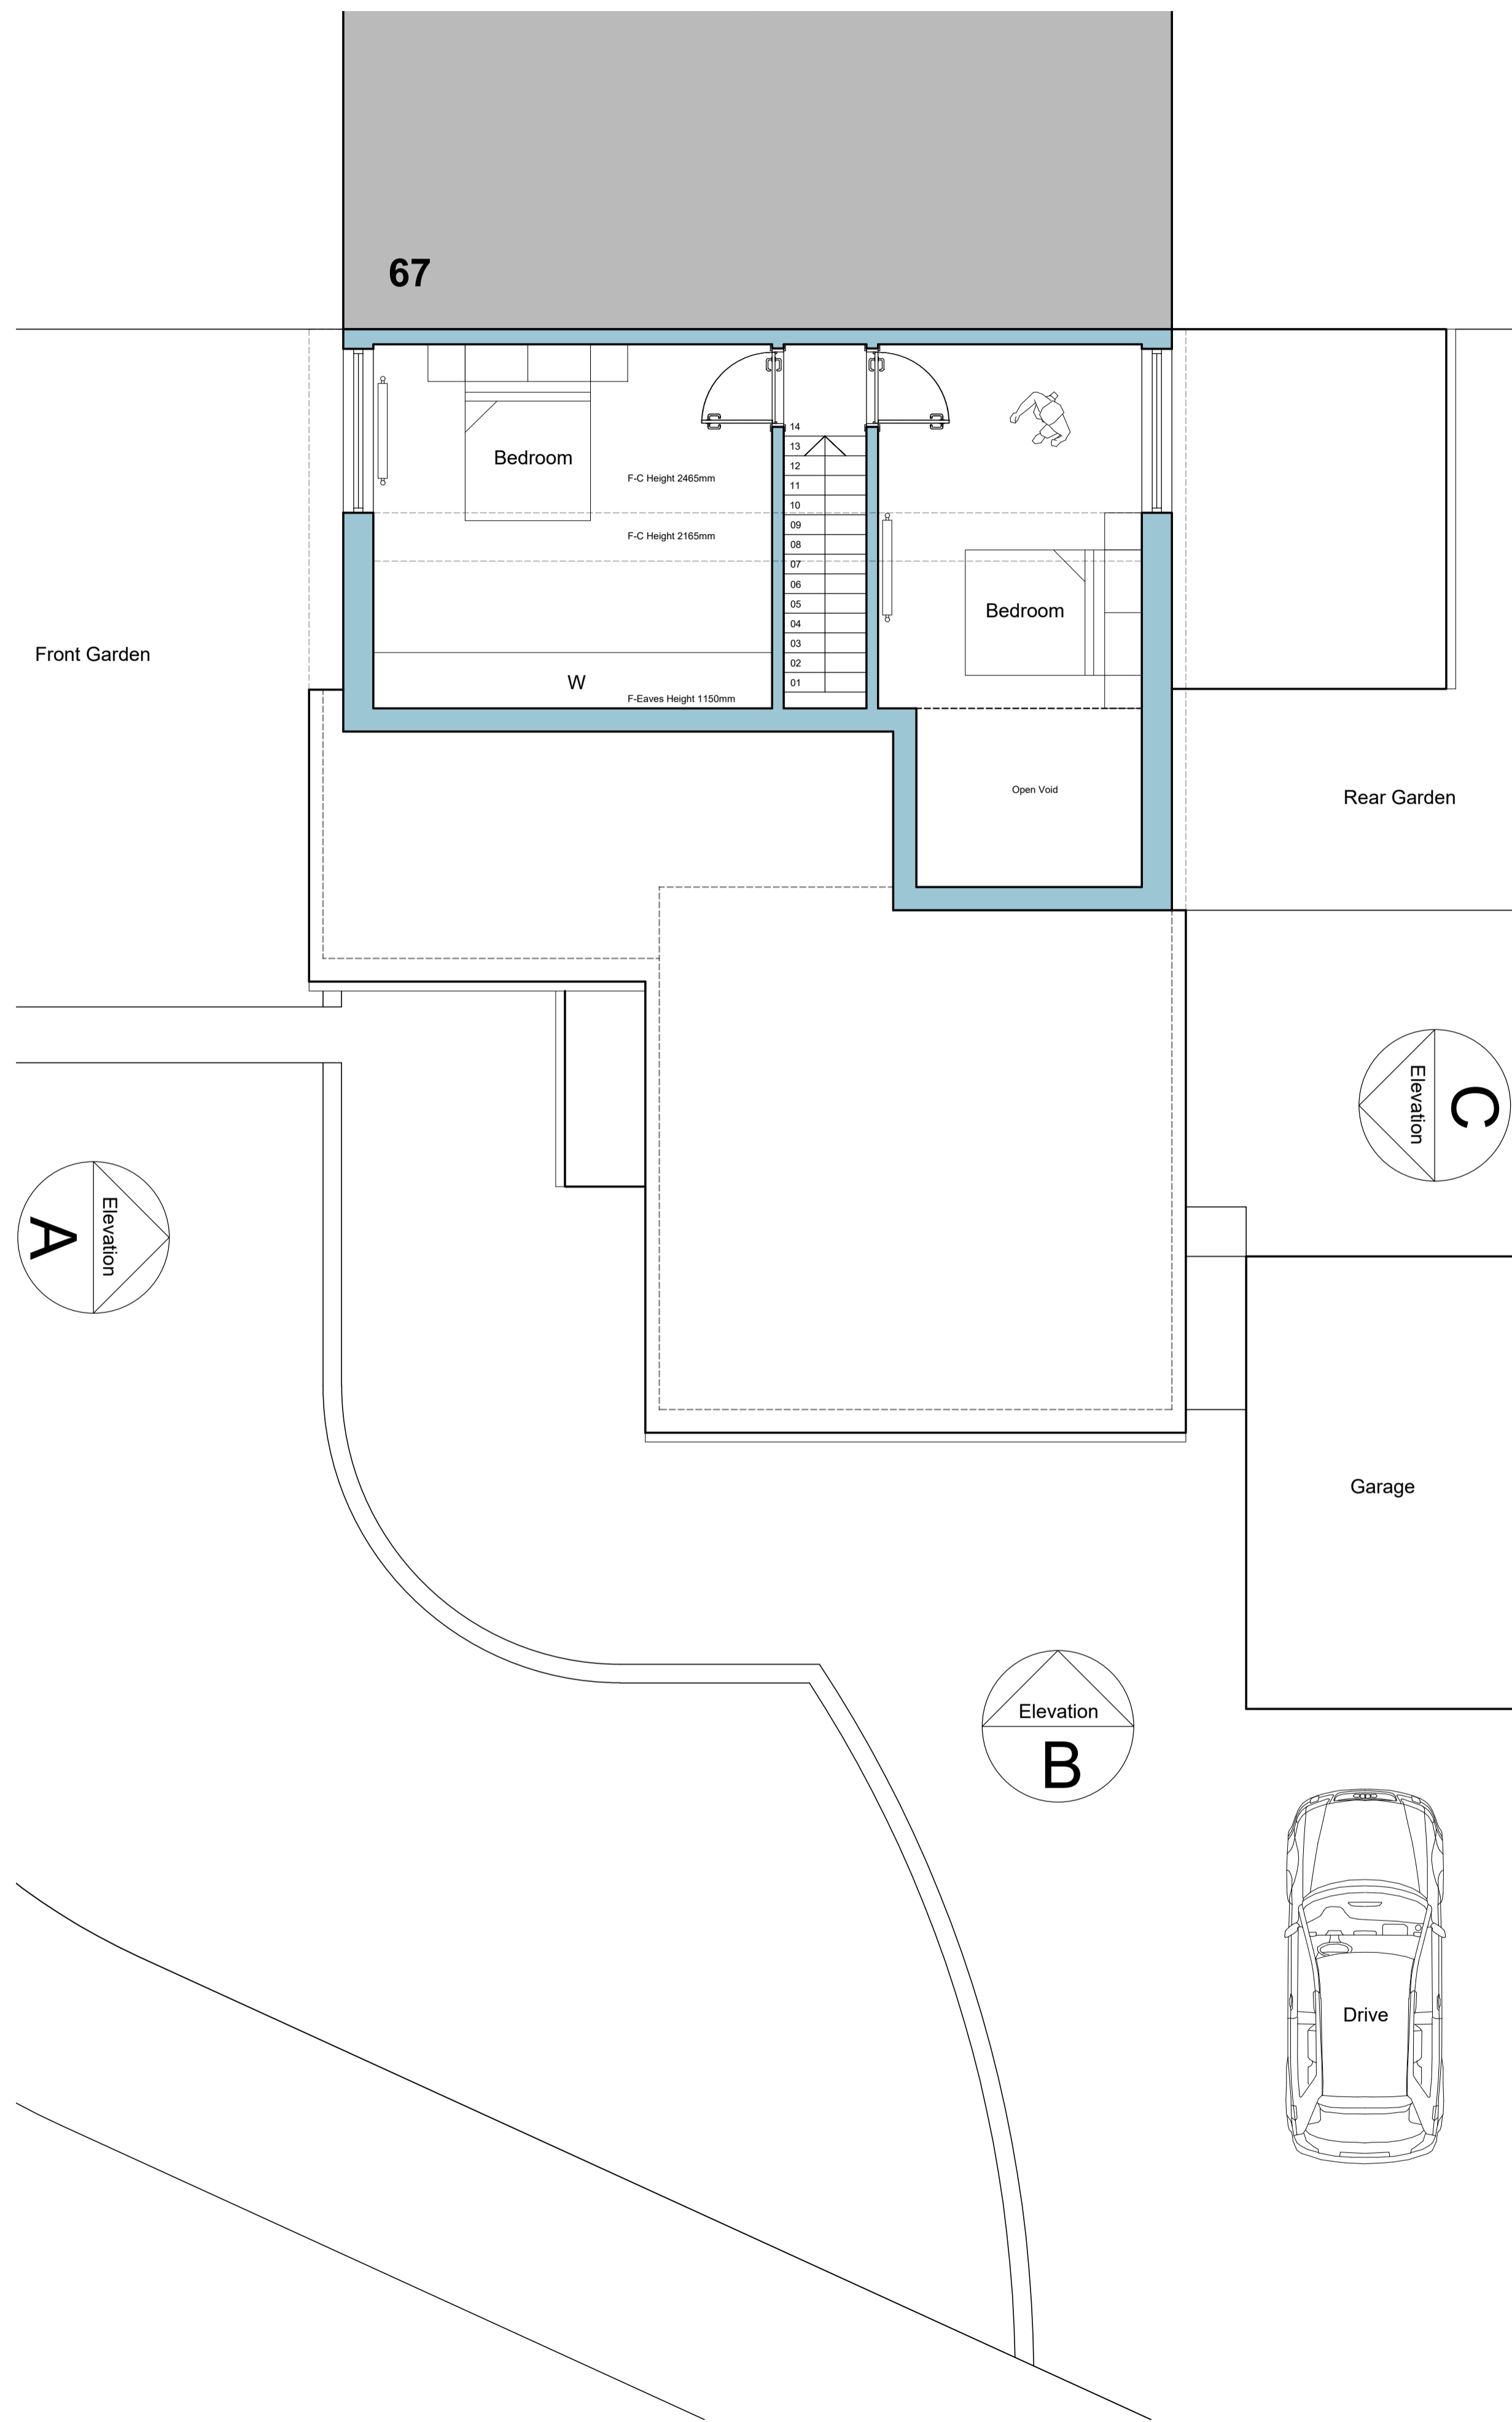 67
14
13
12
11
10
09
08
07
06
05
04
03
02
01
Bedroom
F-C Height 2465mm
F-C Height 2165mm
Bedroom
Front Garden
W
F-Eaves Height 1150mm
Open Void
Rear Garden
Elevation
C
Elevation
A
Garage
Elevation
B
Drive